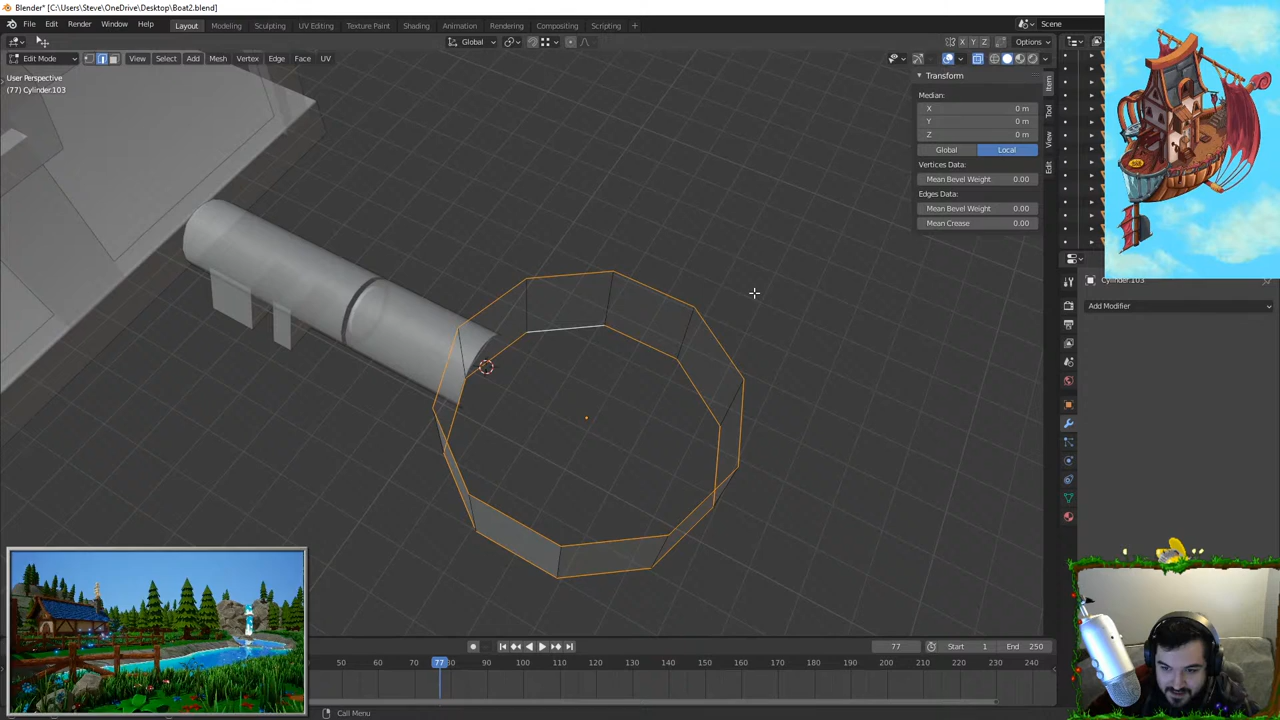 Blender* [C:\Users\Steve\OneDrive\Desktop\Boat2.blend]
File Edit Render Window Help Layout Modeling Sculpting UV Editing Texture Paint Shading Animation Rendering Compositing Scripting + Scene
Global X Y Z Options
Edit Mode View Select Add Mesh Vertex Edge Face UV
User Perspective
(77) Cylinder.103
Transform
Median:
X 0 m
Y 0 m
Z 0 m
Global Local
Vertices Data:
Mean Bevel Weight 0.00
Edges Data:
Mean Bevel Weight 0.00
Mean Crease 0.00
Item
Tool
View
Edit
Cylinder.103
Add Modifier
77 Start 1 End 250
50 60 70 77 80 90 100 110 120 130 140 150 160 170 180 190 200 210 220 230 240
Call Menu